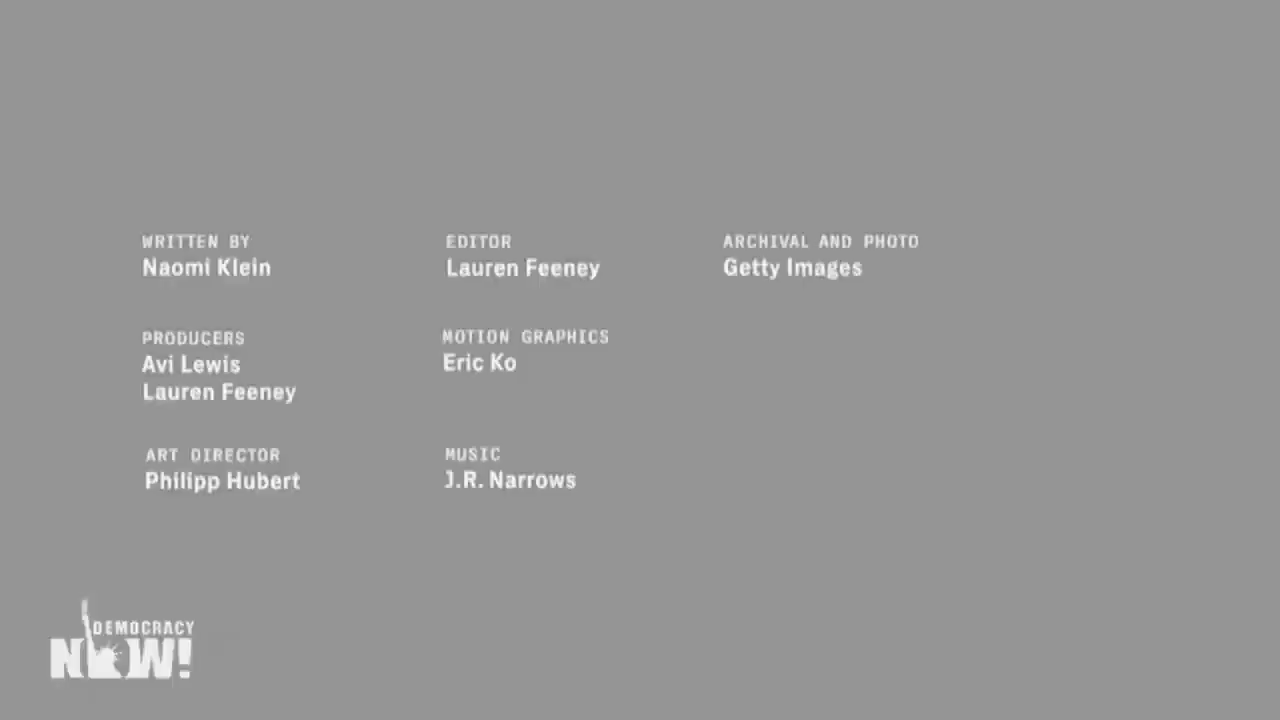 WRITTEN BY
Naomi Klein
PRODUCERS
Avi Lewis
Lauren Feeney
ART DIRECTOR
Philipp Hubert
EDITOR
Lauren Feeney
MOTION GRAPHICS
Eric Ko
MUSIC
J.R. Narrows
ARCHIVAL AND PHOTO
Getty Images
DEMOCRACY
NOW!